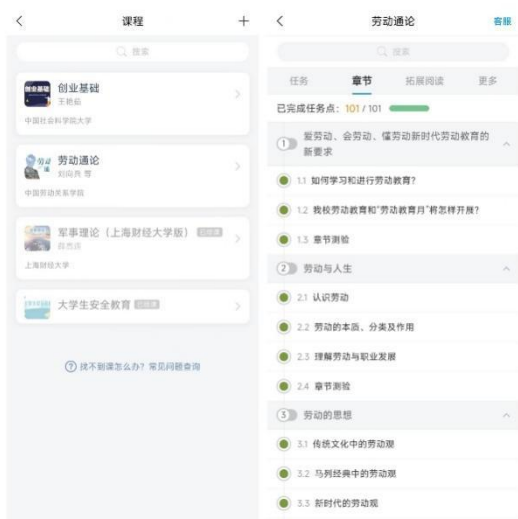 课程
搜索
创业基础
创业基础
王艳茹
中国社会科学院大学
劳动通论
刘向兵 等
中国劳动关系学院
军事理论（上海财经大学版） 已结课
上海财经大学
大学生安全教育 已结课
找不到课怎么办？常见问题查询
劳动通论
客服
搜索
任务 章节 拓展阅读 更多
已完成任务点： 101 / 101
1 爱劳动、会劳动、懂劳动新时代劳动教育的
新要求
1.1 如何学习和进行劳动教育？
1.2 我校劳动教育和“劳动教育月”将怎样开展？
1.3 章节测验
2 劳动与人生
2.1 认识劳动
2.2 劳动的本质、分类及作用
2.3 理解劳动与职业发展
2.4 章节测验
3 劳动的思想
3.1 传统文化中的劳动观
3.2 马列经典中的劳动观
3.3 新时代的劳动观